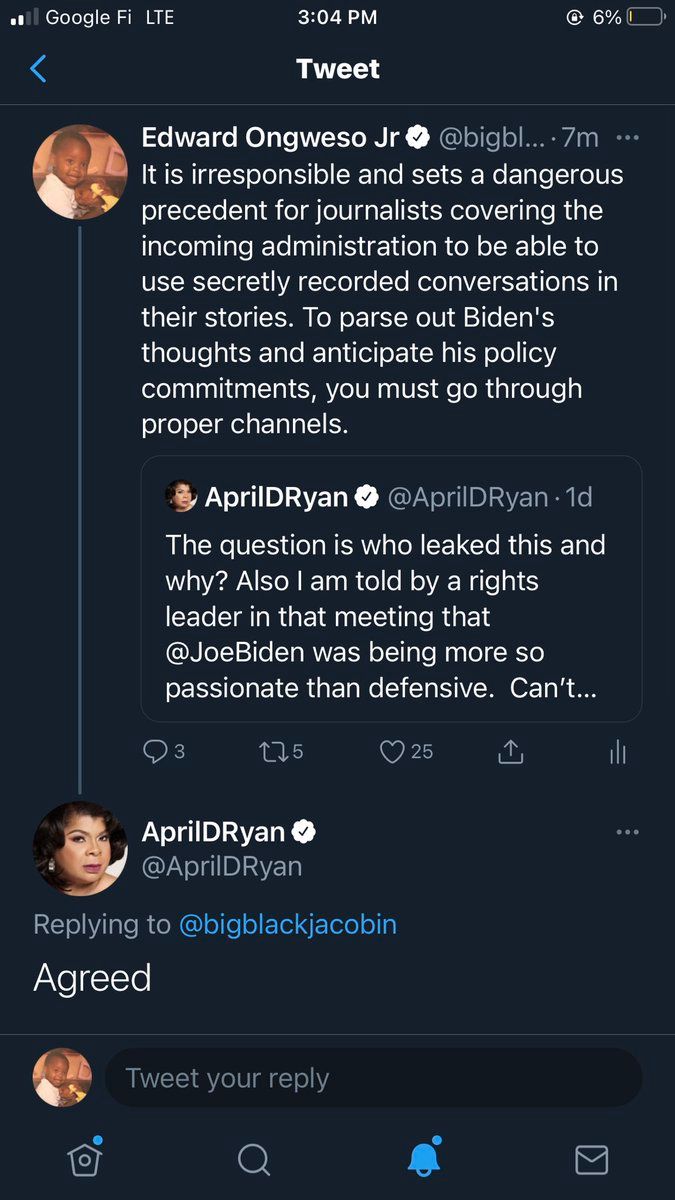 Google Fi LTE 3:04 PM 6%
Tweet
Edward Ongweso Jr @bigbl... · 7m ...
It is irresponsible and sets a dangerous
precedent for journalists covering the
incoming administration to be able to
use secretly recorded conversations in
their stories. To parse out Biden's
thoughts and anticipate his policy
commitments, you must go through
proper channels.
AprilDRyan @AprilDRyan · 1d
The question is who leaked this and
why? Also I am told by a rights
leader in that meeting that
@JoeBiden was being more so
passionate than defensive.  Can’t...
3 5 25
AprilDRyan ...
@AprilDRyan
Replying to @bigblackjacobin
Agreed
Tweet your reply